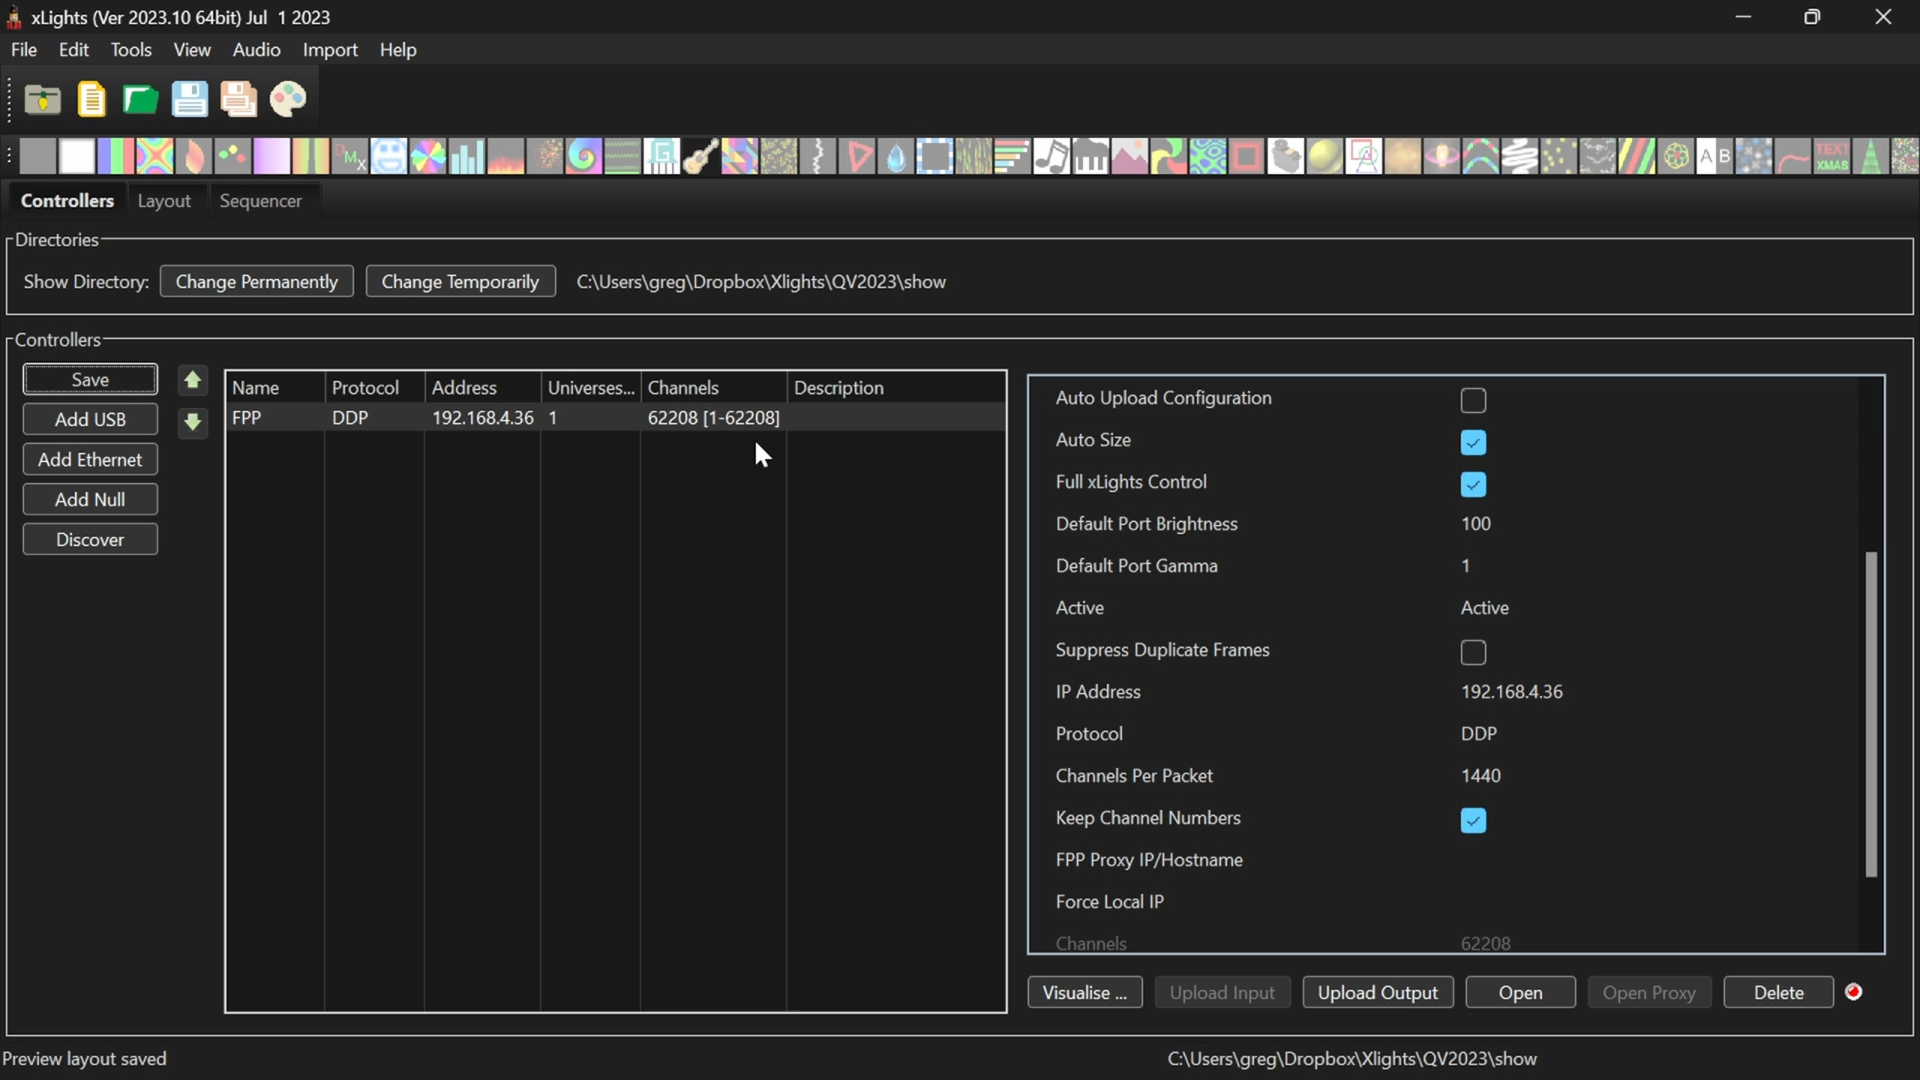 xLights (Ver 2023.10 64bit) Jul 1 2023
File Edit Tools View Audio Import Help
A B TEXT XMAS
Controllers Layout Sequencer
Directories
Show Directory: Change Permanently Change Temporarily C:\Users\greg\Dropbox\Xlights\QV2023\show
Controllers
Save
Add USB
Add Ethernet
Add Null
Discover
Name Protocol Address Universes... Channels Description
FPP DDP 192.168.4.36 1 62208 [1-62208]
Auto Upload Configuration
Auto Size
Full xLights Control
Default Port Brightness 100
Default Port Gamma 1
Active Active
Suppress Duplicate Frames
IP Address 192.168.4.36
Protocol DDP
Channels Per Packet 1440
Keep Channel Numbers
FPP Proxy IP/Hostname
Force Local IP
Channels 62208
Visualise ... Upload Input Upload Output Open Open Proxy Delete
Preview layout saved C:\Users\greg\Dropbox\Xlights\QV2023\show